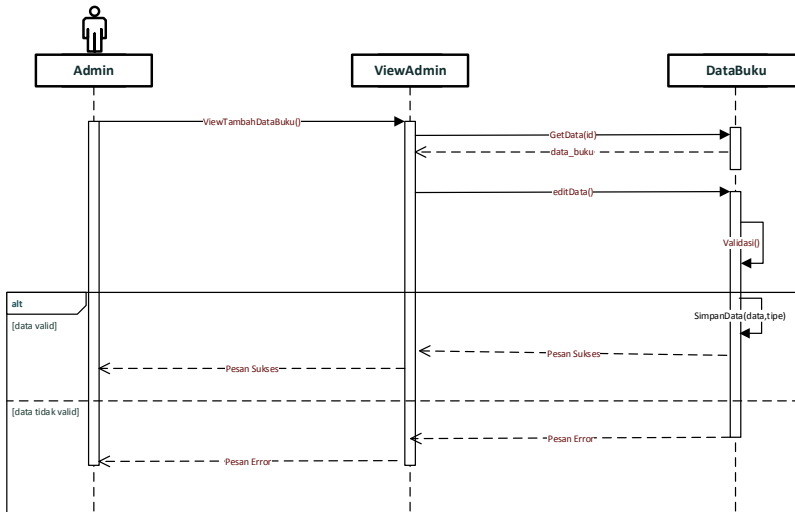 Admin
ViewAdmin
DataBuku
ViewTambahDataBuku()
GetData(id)
data_buku
editData()
Validasi()
alt
[data valid]
SimpanData(data,tipe)
Pesan Sukses
Pesan Sukses
[data tidak valid]
Pesan Error
Pesan Error